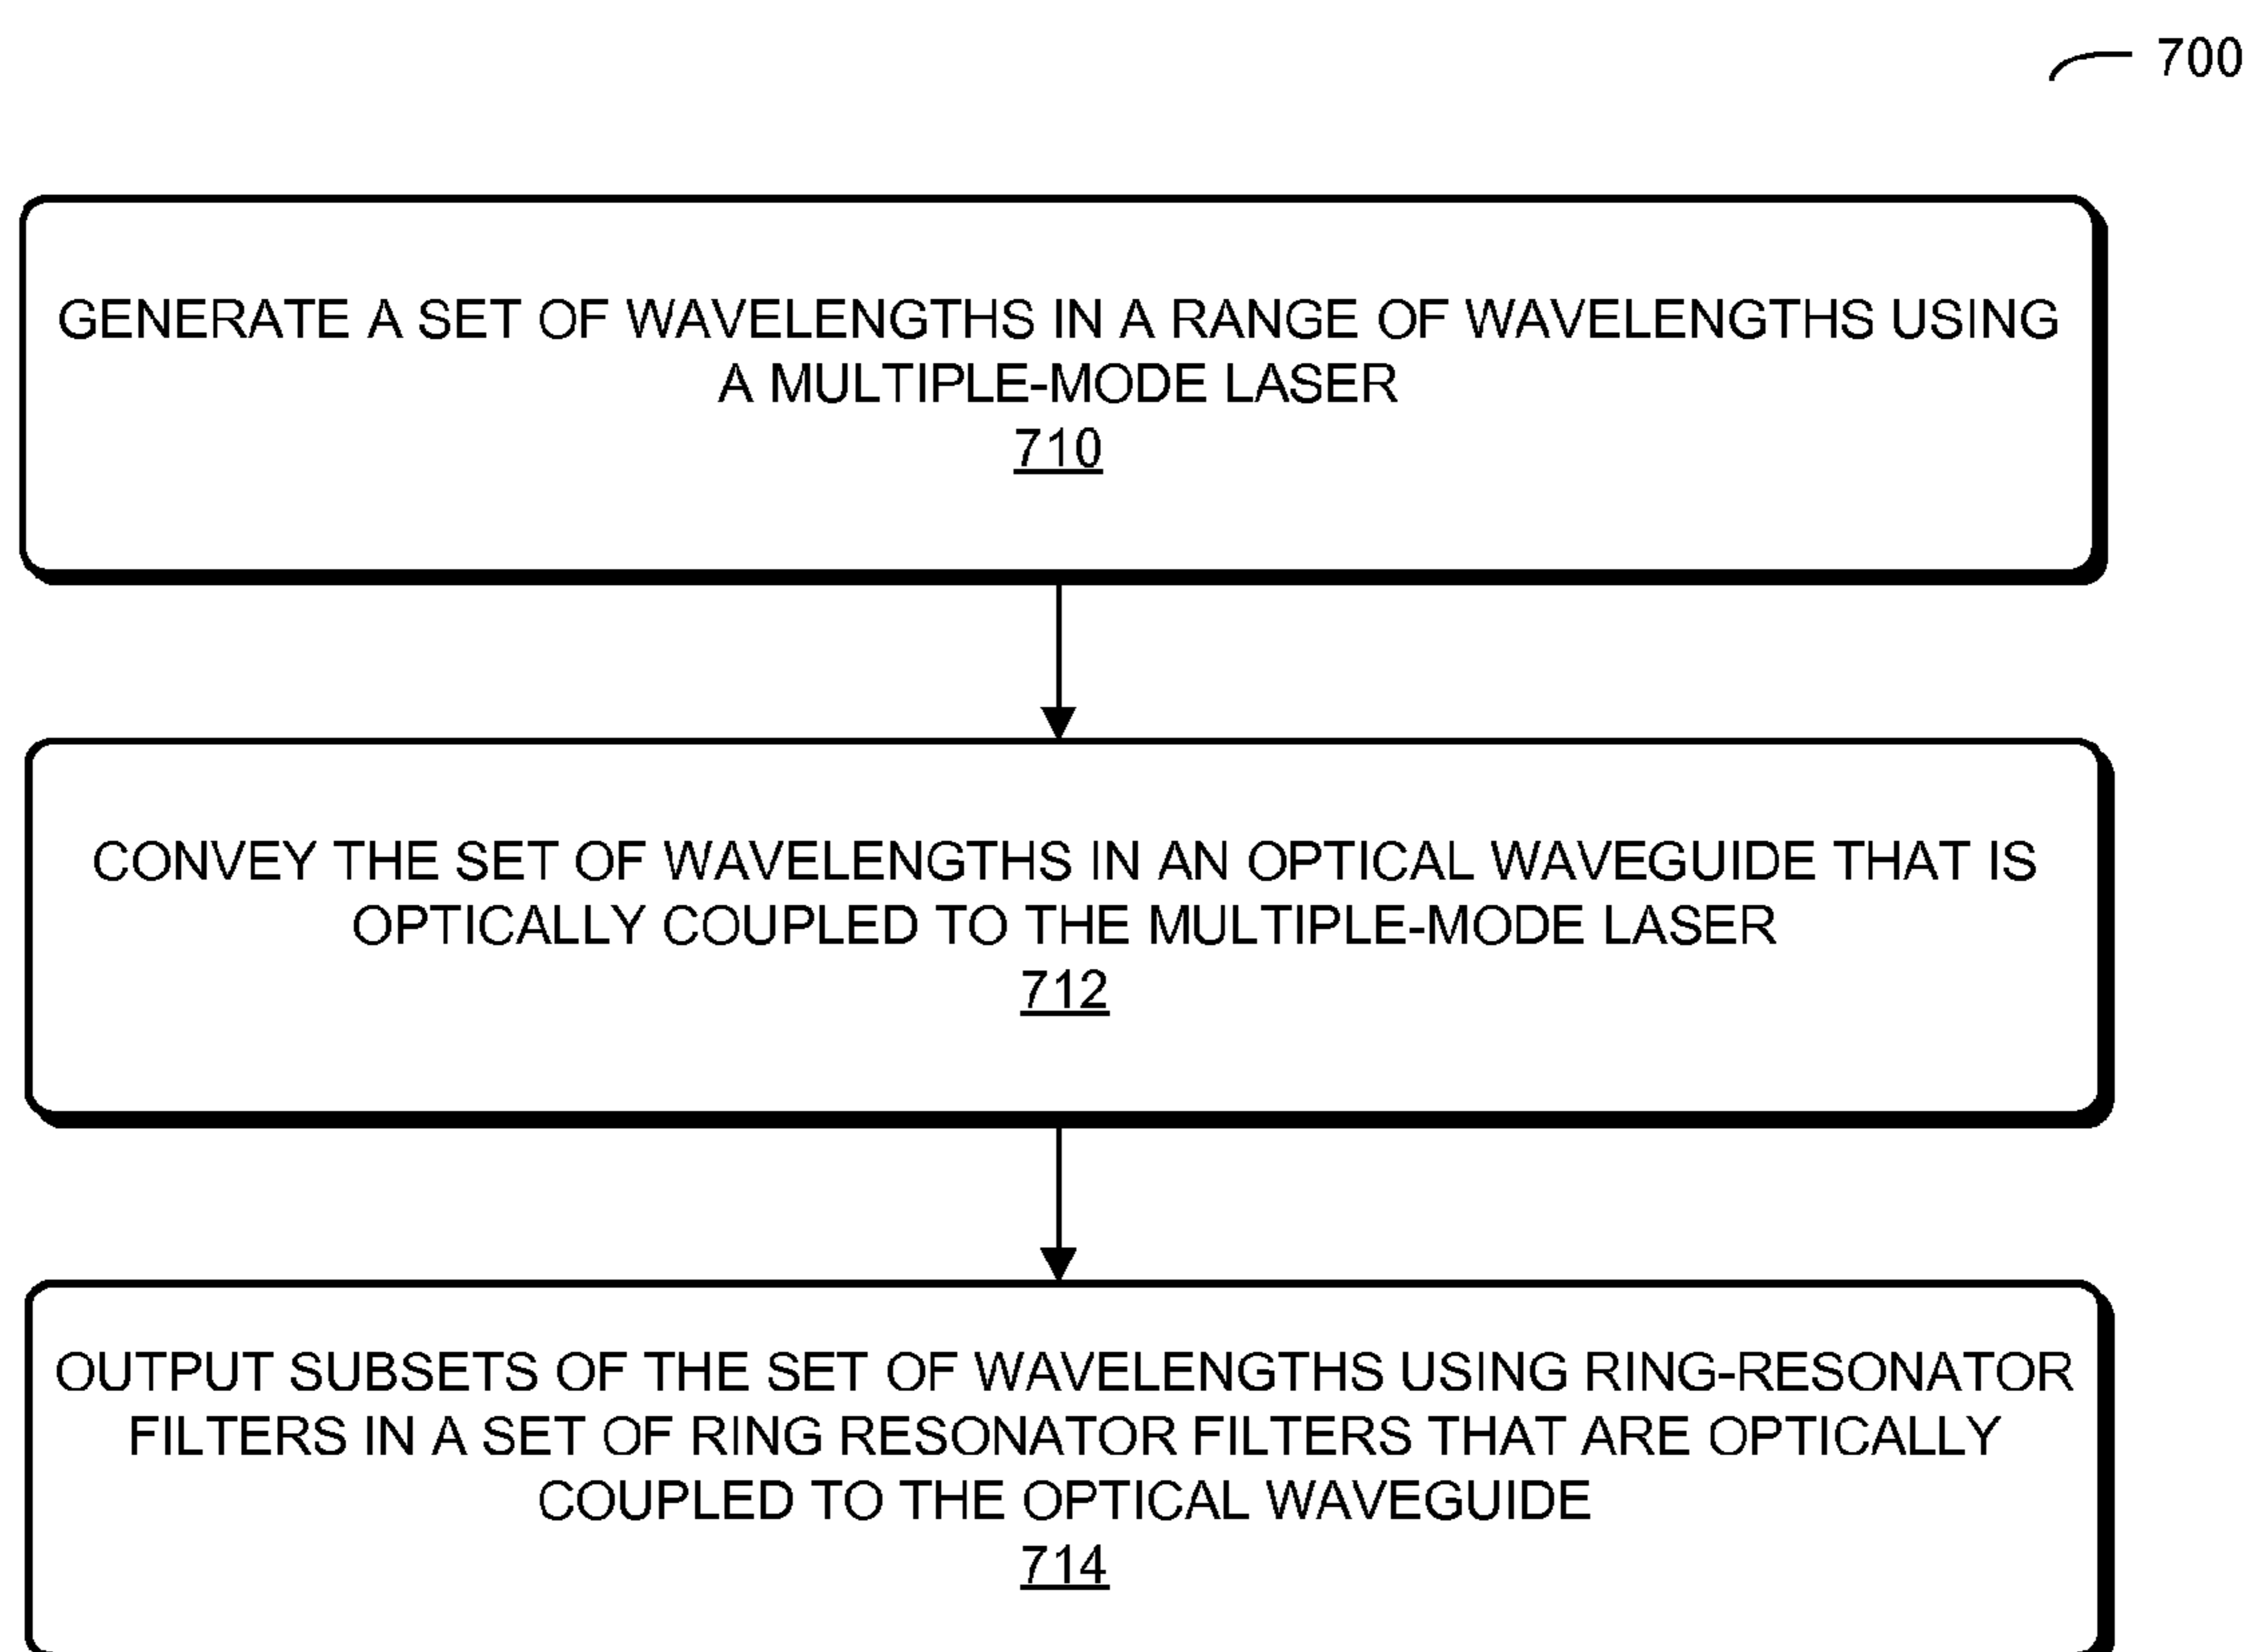 700
GENERATE A SET OF WAVELENGTHS IN A RANGE OF WAVELENGTHS USING
A MULTIPLE-MODE LASER
710
CONVEY THE SET OF WAVELENGTHS IN AN OPTICAL WAVEGUIDE THAT IS
OPTICALLY COUPLED TO THE MULTIPLE-MODE LASER
712
OUTPUT SUBSETS OF THE SET OF WAVELENGTHS USING RING-RESONATOR
FILTERS IN A SET OF RING RESONATOR FILTERS THAT ARE OPTICALLY
COUPLED TO THE OPTICAL WAVEGUIDE
714